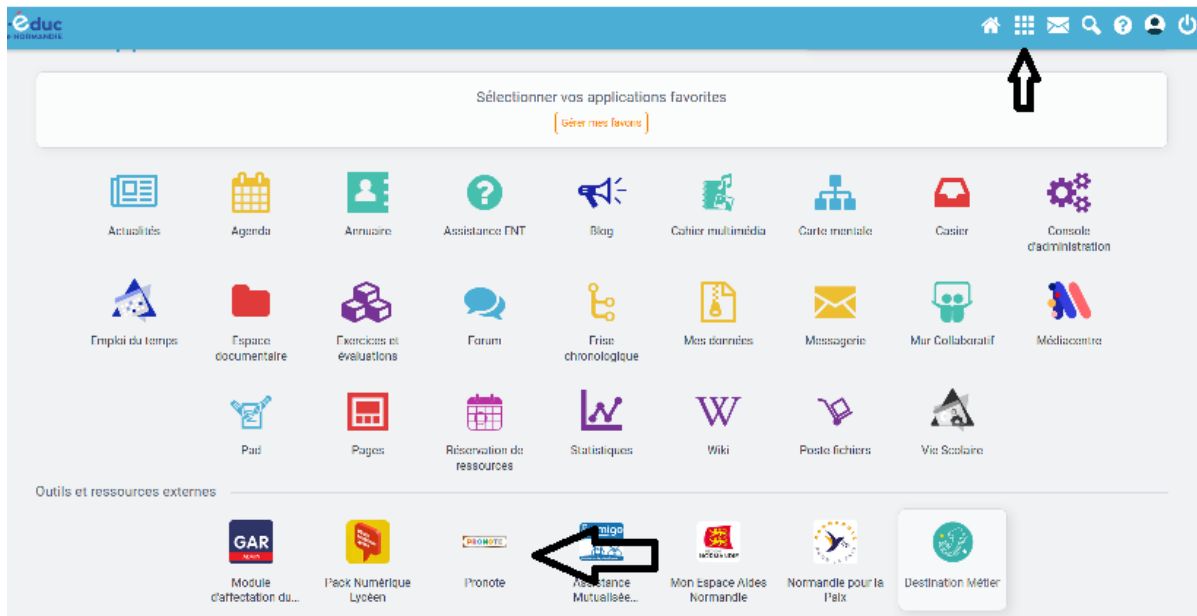 éduc
NORMANDIE
Sélectionner vos applications favorites
Gérer mes favoris
Actualités
Agenda
Annuaire
Assistance ENT
Blog
Cahier multimédia
Carte mentale
Casier
Console
d'administration
Emploi du temps
Espace
documentaire
Exercices et
évaluations
Forum
Frise
chronologique
Mes données
Messagerie
Mur Collaboratif
Médiacentre
Pad
Pages
Réservation de
ressources
Statistiques
Wiki
Poste fichiers
Vie Scolaire
Outils et ressources externes
GAR
PRONOTE
NORMANDIE
Module
d'affectation du...
Pack Numérique
Lycéen
Pronote
Assistance
Mutualisée...
Mon Espace Aides
Normandie
Normandie pour la
Paix
Destination Métier